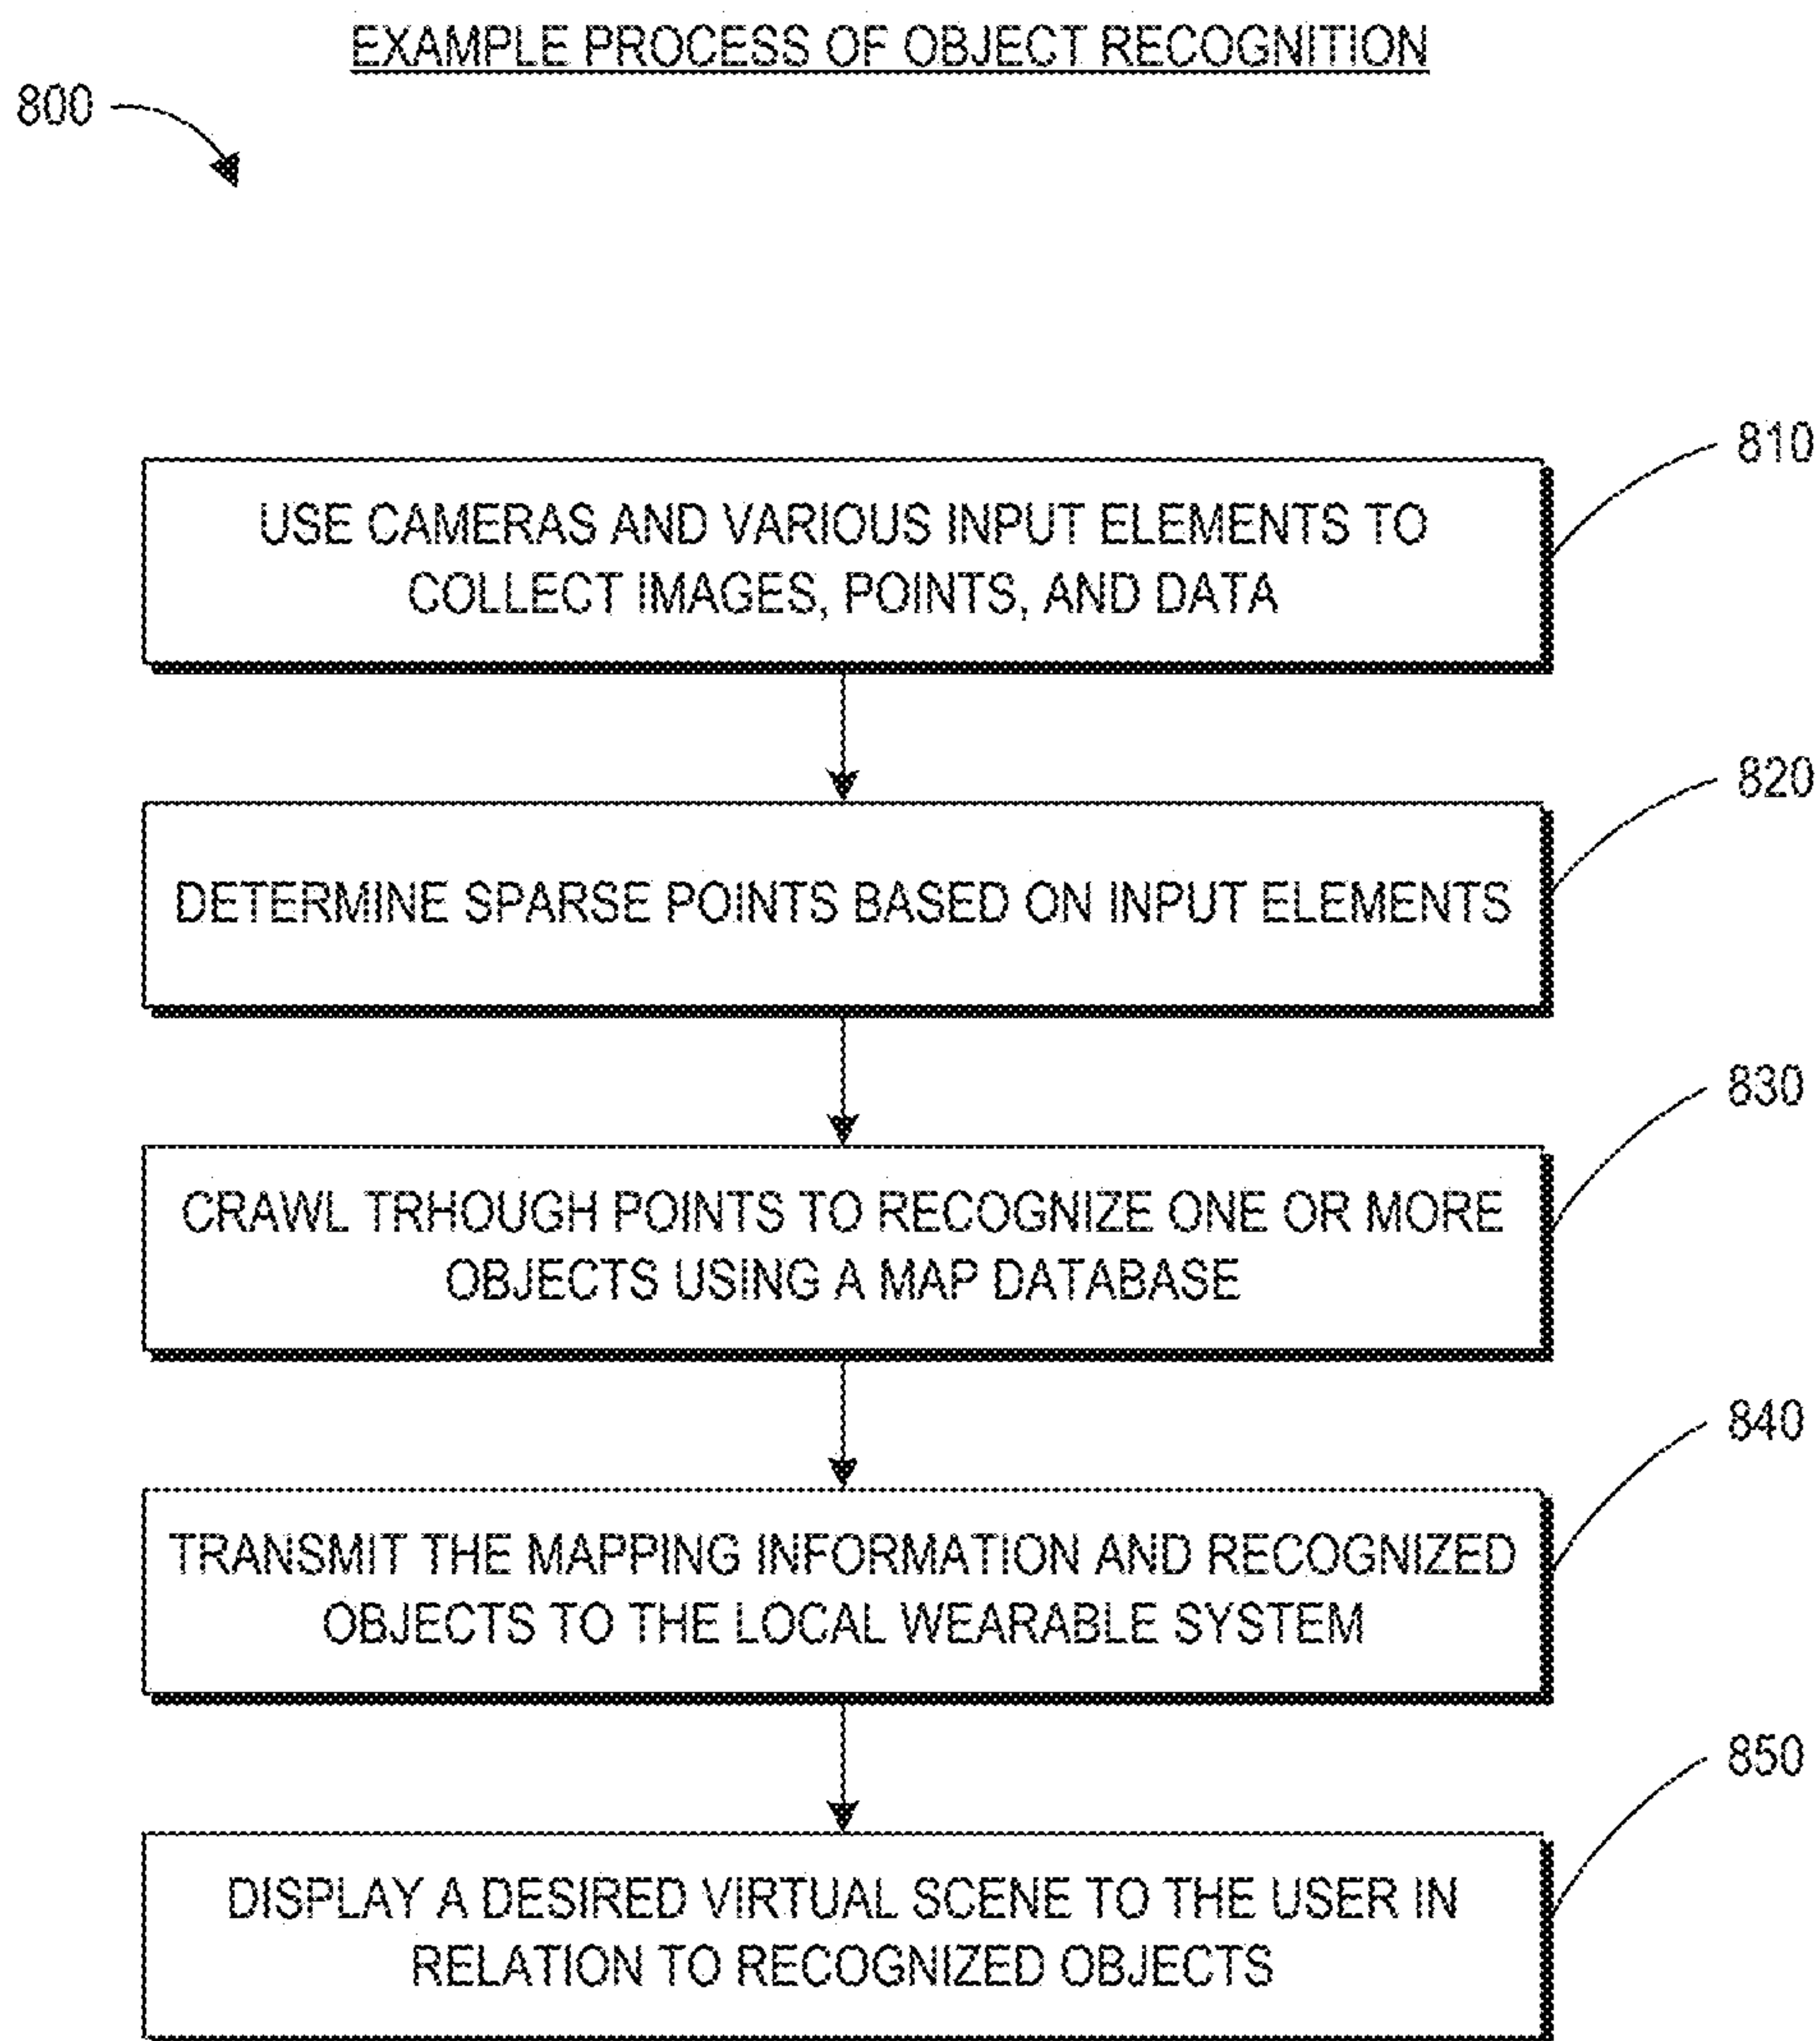 EXAMPLE PROCESS OF OBJECT RECOGNITION
800
810
USE CAMERAS AND VARIOUS INPUT ELEMENTS TO
COLLECT IMAGES, POINTS, AND DATA
820
DETERMINE SPARSE POINTS BASED ON INPUT ELEMENTS
830
CRAWL TRHOUGH POINTS TO RECOGNIZE ONE OR MORE
OBJECTS USING A MAP DATABASE
840
TRANSMIT THE MAPPING INFORMATION AND RECOGNIZED
OBJECTS TO THE LOCAL WEARABLE SYSTEM
850
DISPLAY A DESIRED VIRTUAL SCENE TO THE USER IN
RELATION TO RECOGNIZED OBJECTS